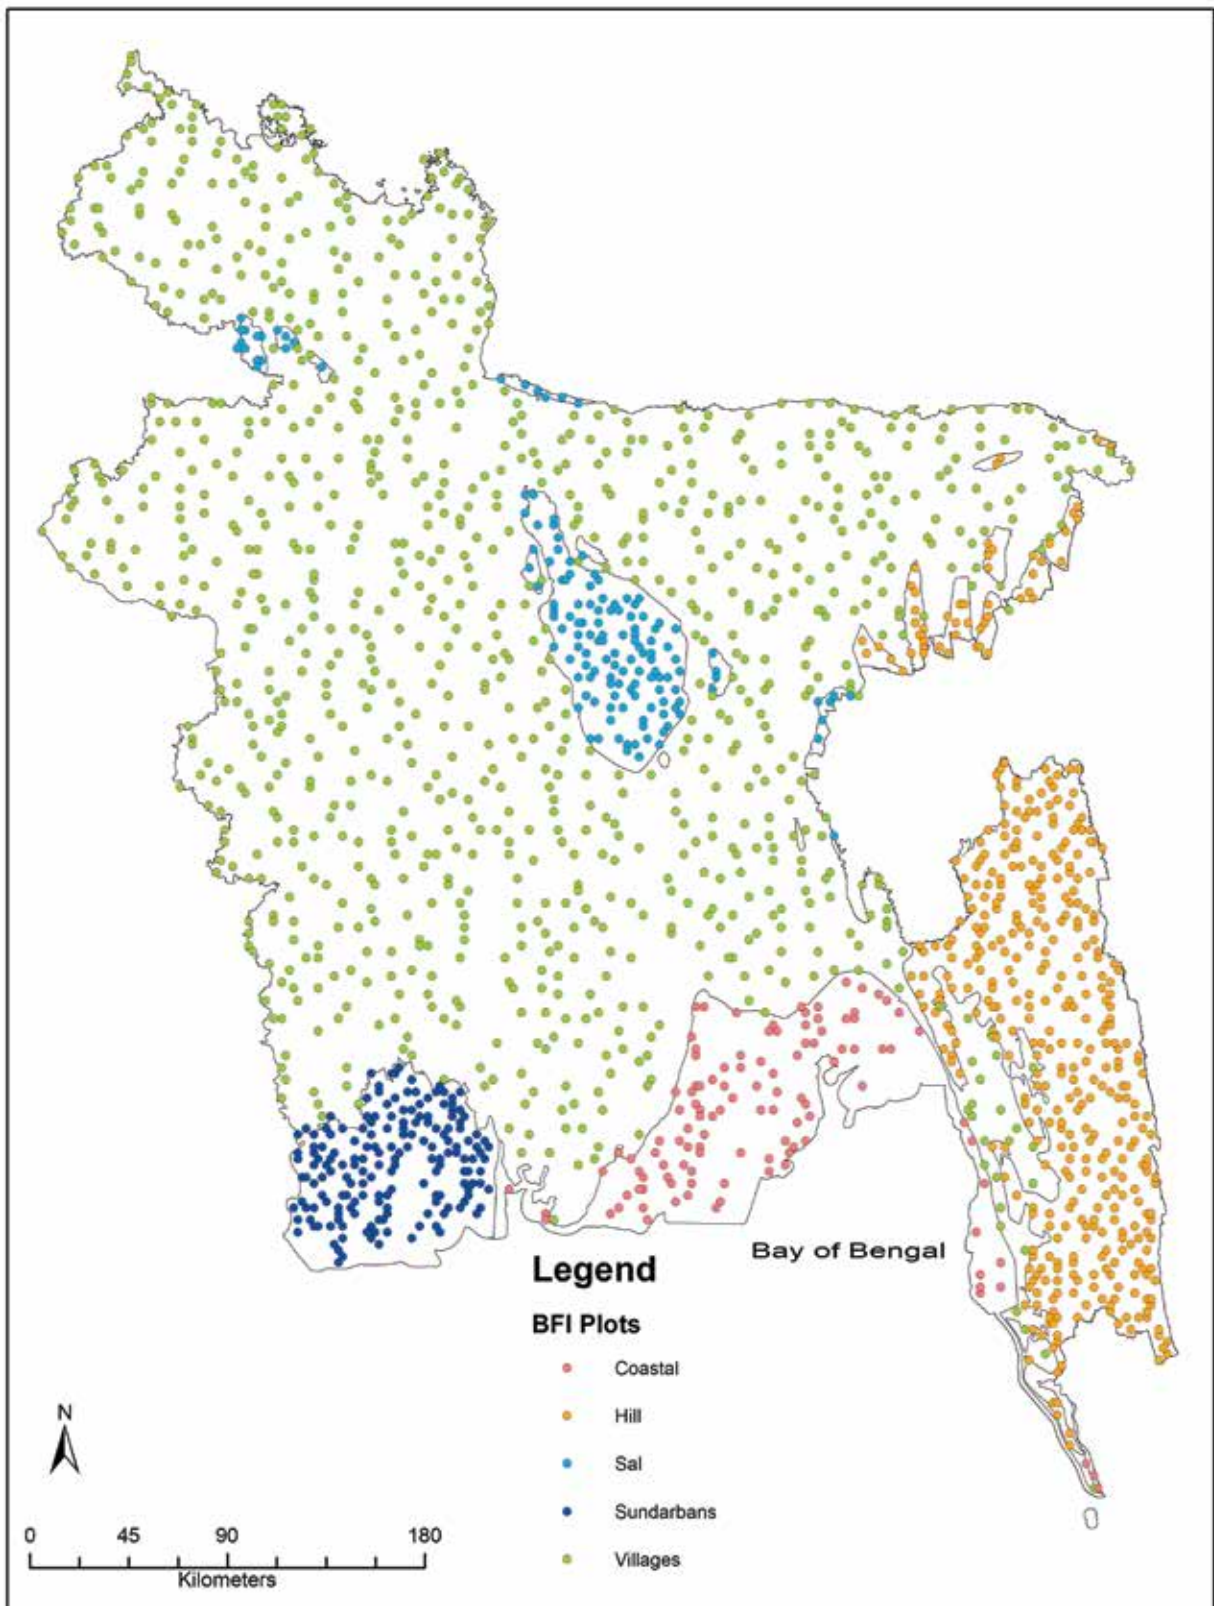 Bay of Bengal
Legend
BFI Plots
Coastal
Hill
Sal
Sundarbans
Villages
N
0 45 90 180
Kilometers